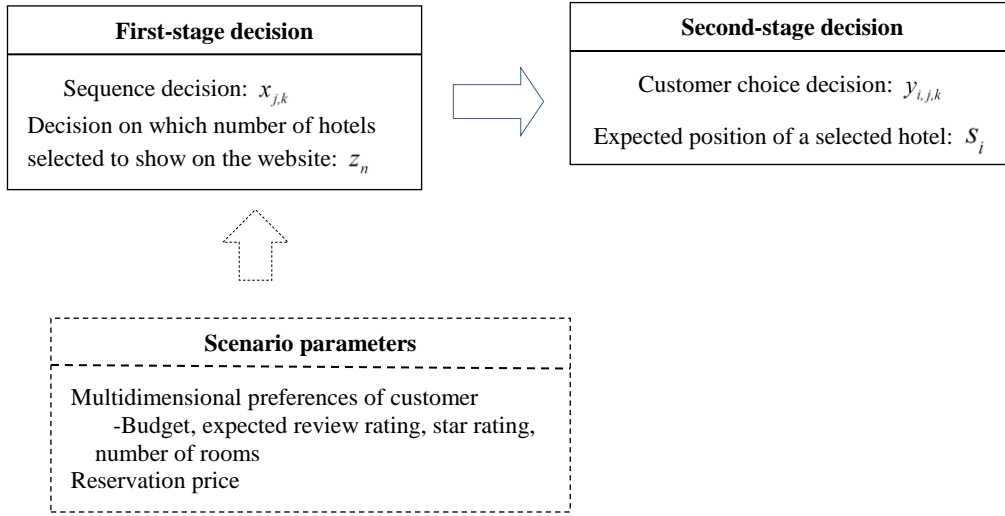 First-stage decision
Sequence decision: x_{j,k}
Decision on which number of hotels
selected to show on the website: z_n
Second-stage decision
Customer choice decision: y_{i,j,k}
Expected position of a selected hotel: s_i
Scenario parameters
Multidimensional preferences of customer
-Budget, expected review rating, star rating,
number of rooms
Reservation price